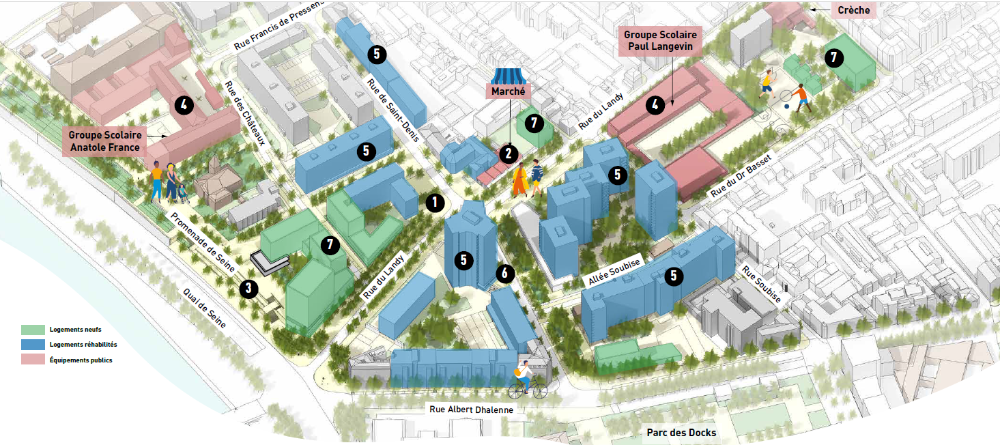 Crèche
Rue Francis de Pressens
Groupe Scolaire
Paul Langevin
5
7
Marché
Rue des Châteaux
Rue de Saint-Denis
Rue du Landy
4
4
7
Groupe Scolaire
Anatole France
5
2
5
Rue du Dr Basset
1
Promenade de Seine
7
5
6
Allée Soubise
5
Rue du Landy
Rue Soubise
3
Quai de Seine
Logements neufs
Logements réhabilités
Équipements publics
Rue Albert Dhalenne
Parc des Docks